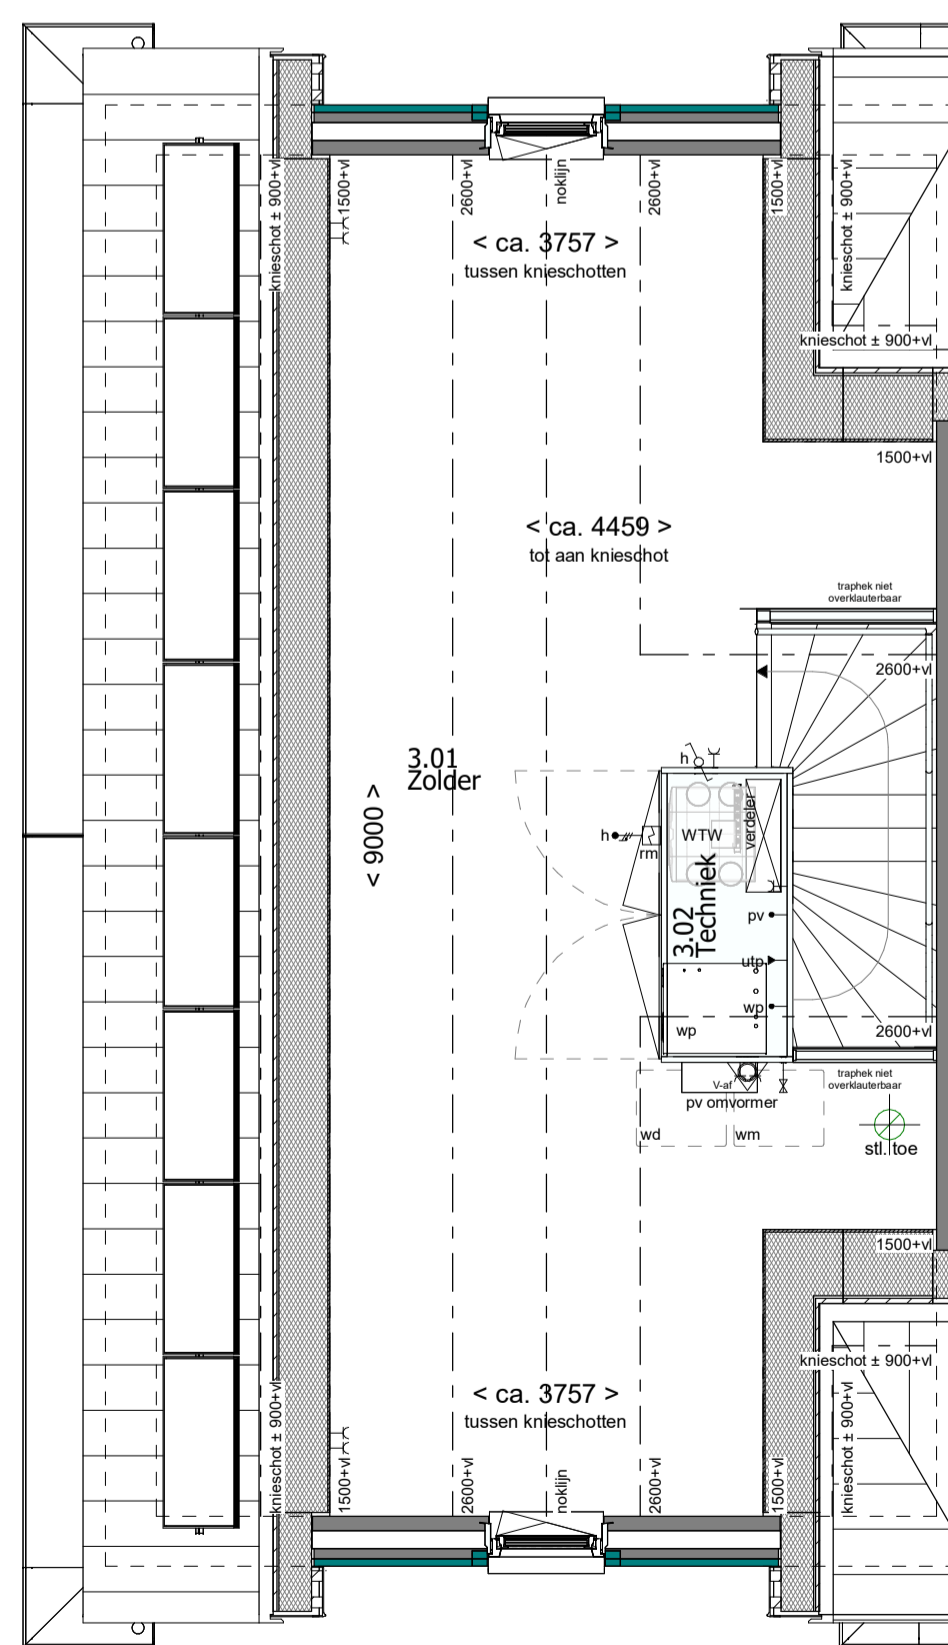 knieschot ± 900+vl
1500+vl
2600+vl
noklijn
2600+vl
1500+vl
knieschot ± 900+vl
< ca. 3757 >
tussen knieschotten
knieschot ± 900+vl
1500+vl
< ca. 4459 >
tot aan knieschot
traphek niet
overklauterbaar
2600+vl
3.01
Zolder
< 9000 >
h
h
rm
WTW
verdeler
3.02
Techniek
pv
utp
wp
wp
2600+vl
V-af
pv omvormer
traphek niet
overklauterbaar
wd
wm
stl. toe
1500+vl
knieschot ± 900+vl
< ca. 3757 >
tussen knieschotten
knieschot ± 900+vl
1500+vl
2600+vl
noklijn
2600+vl
1500+vl
knieschot ± 900+vl